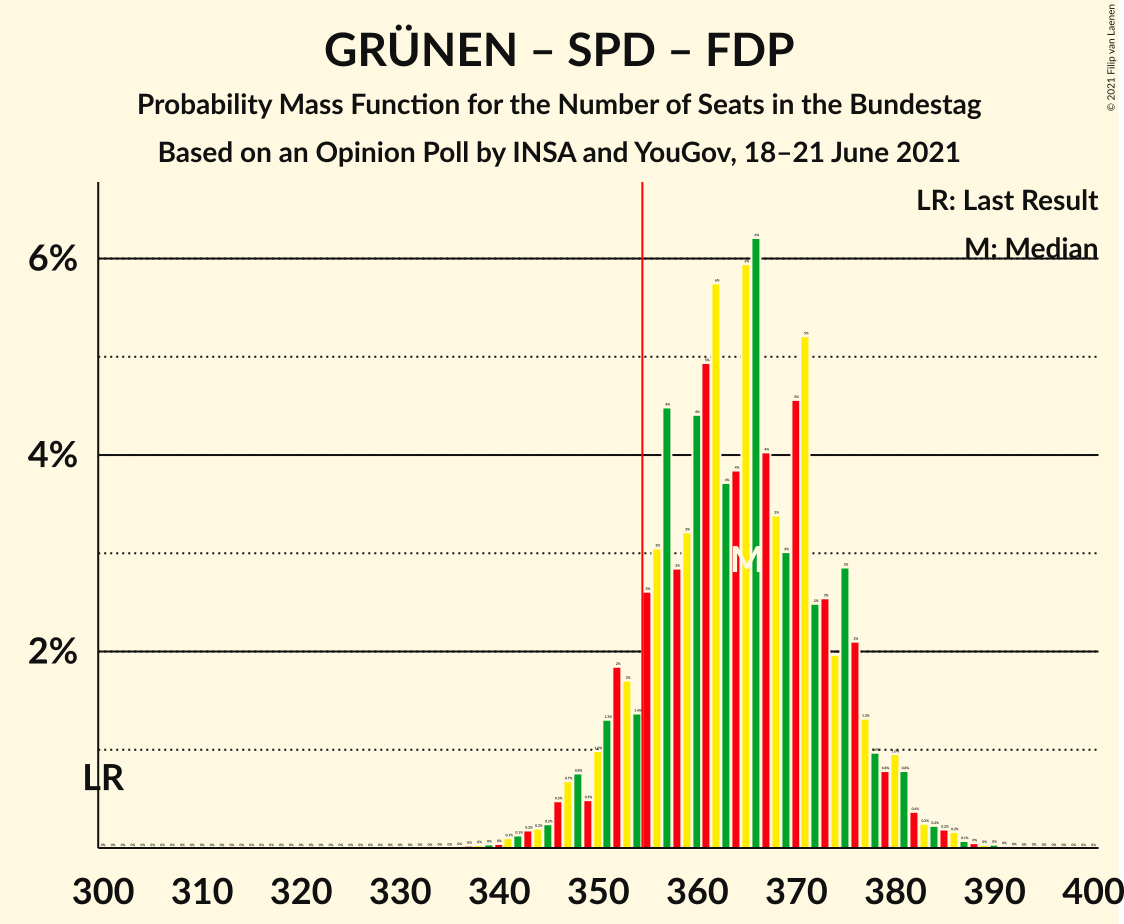 GRÜNEN – SPD – FDP
Probability Mass Function for the Number of Seats in the Bundestag
Based on an Opinion Poll by INSA and YouGov, 18–21 June 2021
© 2021 Filip van Laenen
LR: Last Result
M: Median
6%
4%
2%
LR
M
300 310 320 330 340 350 360 370 380 390 400